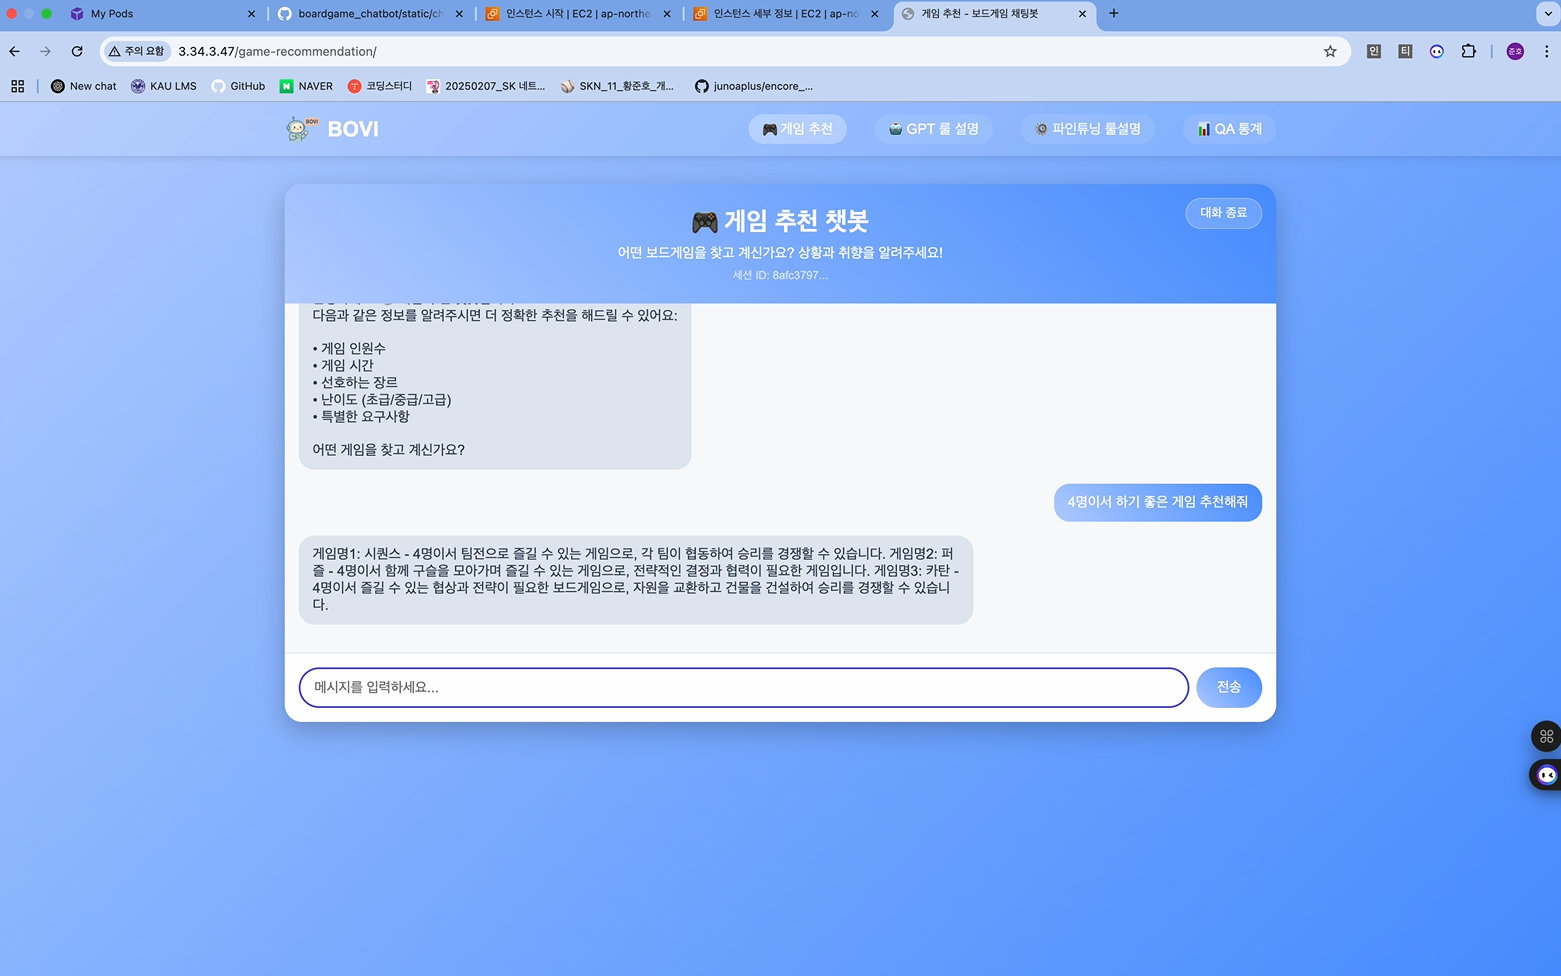 My Pods
boardgame_chatbot/static/ch
인스턴스 시작 | EC2 | ap-northe
인스턴스 세부 정보 | EC2 | ap-no
게임 추천 - 보드게임 채팅봇
주의 요함
3.34.3.47/game-recommendation/
인
티
준호
New chat
KAU LMS
GitHub
NAVER
코딩스터디
20250207_SK 네트...
SKN_11_황준호_개...
junoaplus/encore_...
BOVI
BOVI
게임 추천
GPT 룰 설명
파인튜닝 룰설명
QA 통계
게임 추천 챗봇
대화 종료
어떤 보드게임을 찾고 계신가요? 상황과 취향을 알려주세요!
세션 ID: 8afc3797...
다음과 같은 정보를 알려주시면 더 정확한 추천을 해드릴 수 있어요:
• 게임 인원수
• 게임 시간
• 선호하는 장르
• 난이도 (초급/중급/고급)
• 특별한 요구사항
어떤 게임을 찾고 계신가요?
4명이서 하기 좋은 게임 추천해줘
게임명1: 시퀀스 - 4명이서 팀전으로 즐길 수 있는 게임으로, 각 팀이 협동하여 승리를 경쟁할 수 있습니다. 게임명2: 퍼
즐 - 4명이서 함께 구슬을 모아가며 즐길 수 있는 게임으로, 전략적인 결정과 협력이 필요한 게임입니다. 게임명3: 카탄 -
4명이서 즐길 수 있는 협상과 전략이 필요한 보드게임으로, 자원을 교환하고 건물을 건설하여 승리를 경쟁할 수 있습니
다.
메시지를 입력하세요...
전송